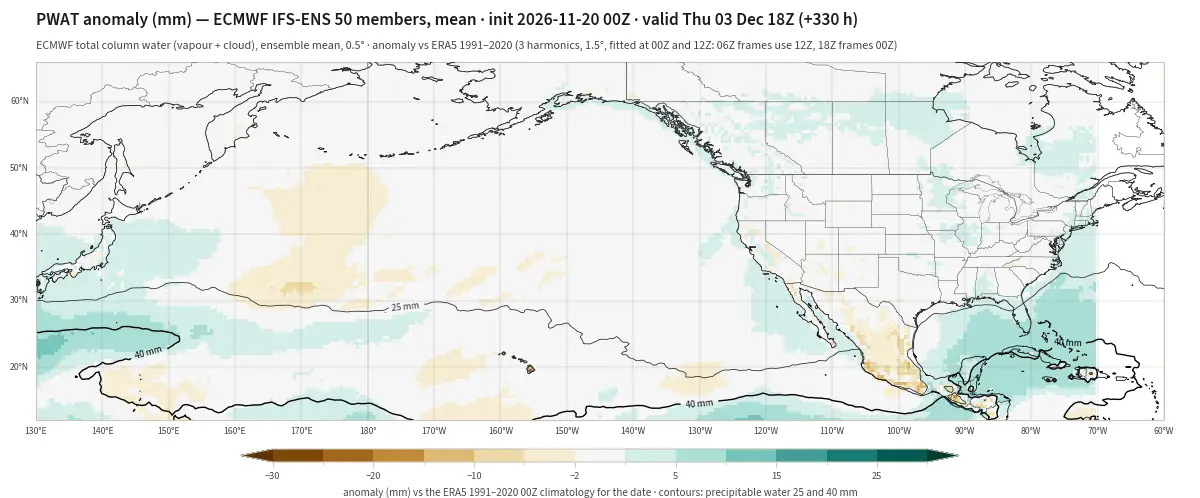 PWAT anomaly (mm) — ECMWF IFS-ENS 50 members, mean · init 2026-11-20 00Z · valid Thu 03 Dec 18Z (+330 h)
ECMWF total column water (vapour + cloud), ensemble mean, 0.5° · anomaly vs ERA5 1991–2020 (3 harmonics, 1.5°, fitted at 00Z and 12Z: 06Z frames use 12Z, 18Z frames 00Z)
60°N
50°N
40°N
30°N
20°N
25 mm
40 mm
40 mm
40 mm
130°E 140°E 150°E 160°E 170°E 180° 170°W 160°W 150°W 140°W 130°W 120°W 110°W 100°W 90°W 80°W 70°W 60°W
−30 −20 −10 −2 5 15 25
anomaly (mm) vs the ERA5 1991–2020 00Z climatology for the date · contours: precipitable water 25 and 40 mm